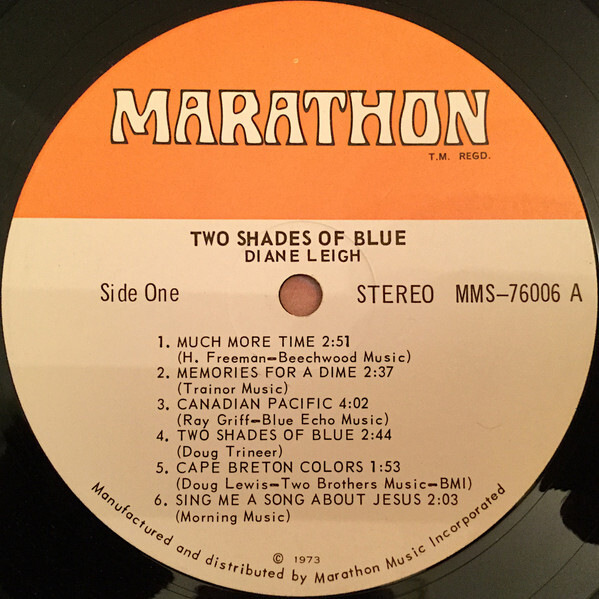 MARATHON
T.M. REGD.
TWO SHADES OF BLUE
DIANE LEIGH
Side One
STEREO MMS-76006 A
1. MUCH MORE TIME 2:51
(H. Freeman-Beechwood Music)
2. MEMORIES FOR A DIME 2:37
(Trainor Music)
3. CANADIAN PACIFIC 4:02
(Ray Griff-Blue Echo Music)
4. TWO SHADES OF BLUE 2:44
(Doug Trineer)
5. CAPE BRETON COLORS 1:53
(Doug Lewis-Two Brothers Music-BMI)
6. SING ME A SONG ABOUT JESUS 2:03
(Morning Music)
© 1973
Manufactured and distributed by Marathon Music Incorporated